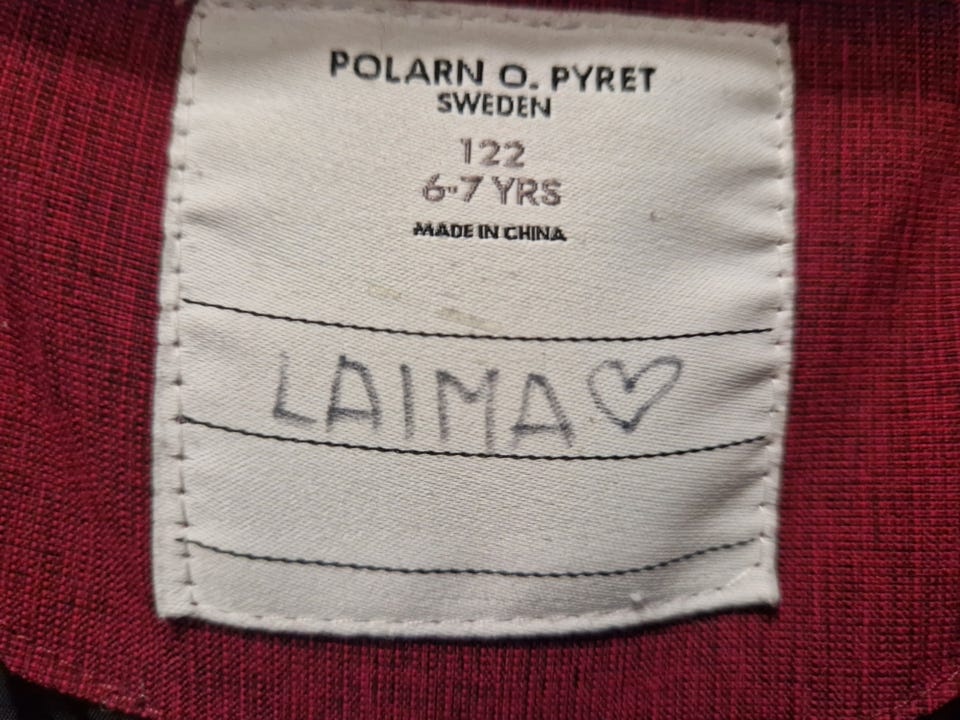 POLARN O. PYRET
SWEDEN
122
6-7 YRS
MADE IN CHINA
LAIMA♡